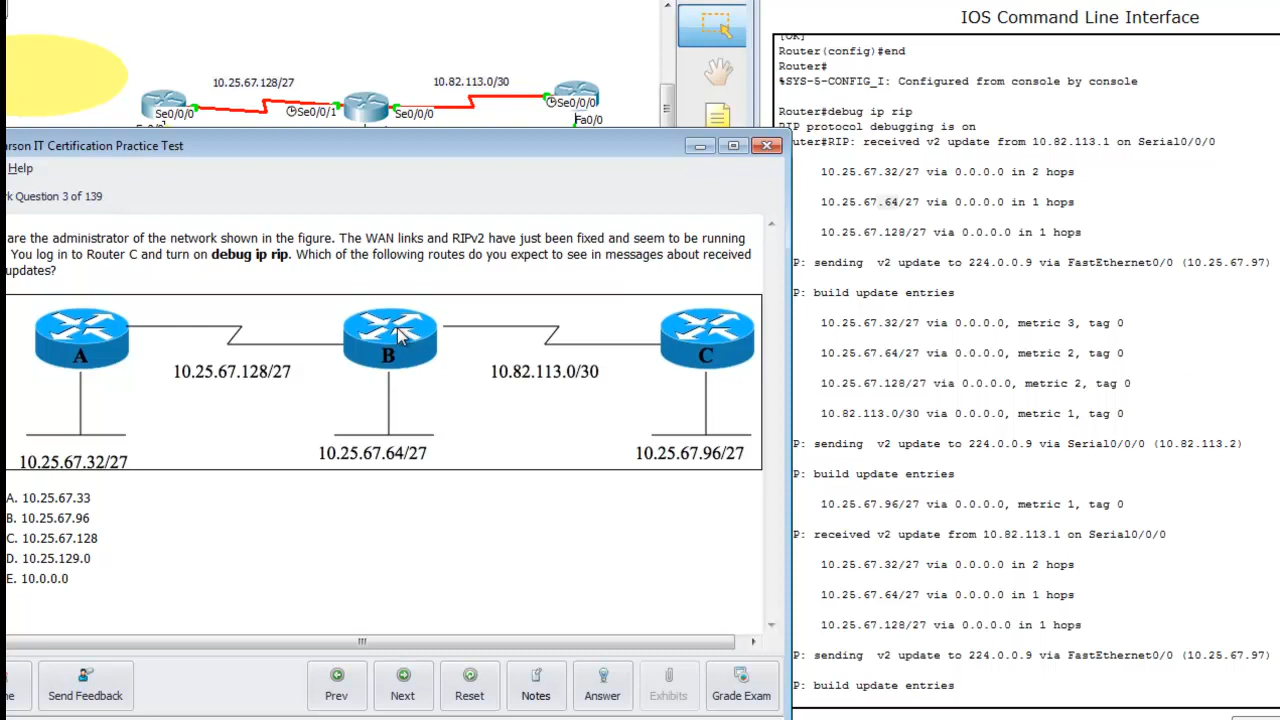 10.25.67.128/27
10.82.113.0/30
Se0/0/0
Se0/0/1
Se0/0/0
Se0/0/0
Fa0/0
arson IT Certification Practice Test
Help
rk Question 3 of 139
are the administrator of the network shown in the figure. The WAN links and RIPv2 have just been fixed and seem to be running
You log in to Router C and turn on debug ip rip. Which of the following routes do you expect to see in messages about received
updates?
A
B
C
10.25.67.128/27
10.82.113.0/30
10.25.67.32/27
10.25.67.64/27
10.25.67.96/27
A. 10.25.67.33
B. 10.25.67.96
C. 10.25.67.128
D. 10.25.129.0
E. 10.0.0.0
Send Feedback
Prev
Next
Reset
Notes
Answer
Exhibits
Grade Exam
IOS Command Line Interface
[OK]
Router(config)#end
Router#
%SYS-5-CONFIG_I: Configured from console by console
Router#debug ip rip
RIP protocol debugging is on
uter#RIP: received v2 update from 10.82.113.1 on Serial0/0/0
10.25.67.32/27 via 0.0.0.0 in 2 hops
10.25.67.64/27 via 0.0.0.0 in 1 hops
10.25.67.128/27 via 0.0.0.0 in 1 hops
P: sending v2 update to 224.0.0.9 via FastEthernet0/0 (10.25.67.97)
P: build update entries
10.25.67.32/27 via 0.0.0.0, metric 3, tag 0
10.25.67.64/27 via 0.0.0.0, metric 2, tag 0
10.25.67.128/27 via 0.0.0.0, metric 2, tag 0
10.82.113.0/30 via 0.0.0.0, metric 1, tag 0
P: sending v2 update to 224.0.0.9 via Serial0/0/0 (10.82.113.2)
P: build update entries
10.25.67.96/27 via 0.0.0.0, metric 1, tag 0
P: received v2 update from 10.82.113.1 on Serial0/0/0
10.25.67.32/27 via 0.0.0.0 in 2 hops
10.25.67.64/27 via 0.0.0.0 in 1 hops
10.25.67.128/27 via 0.0.0.0 in 1 hops
P: sending v2 update to 224.0.0.9 via FastEthernet0/0 (10.25.67.97)
P: build update entries